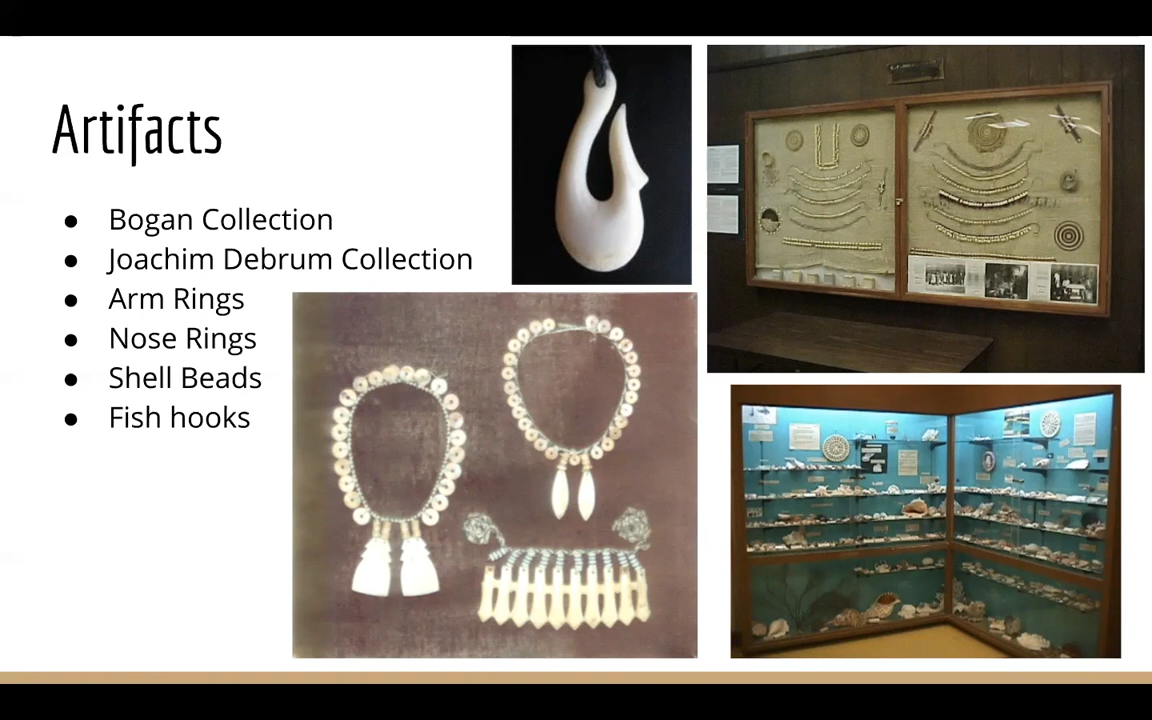 Artifacts
● Bogan Collection
● Joachim Debrum Collection
● Arm Rings
● Nose Rings
● Shell Beads
● Fish hooks